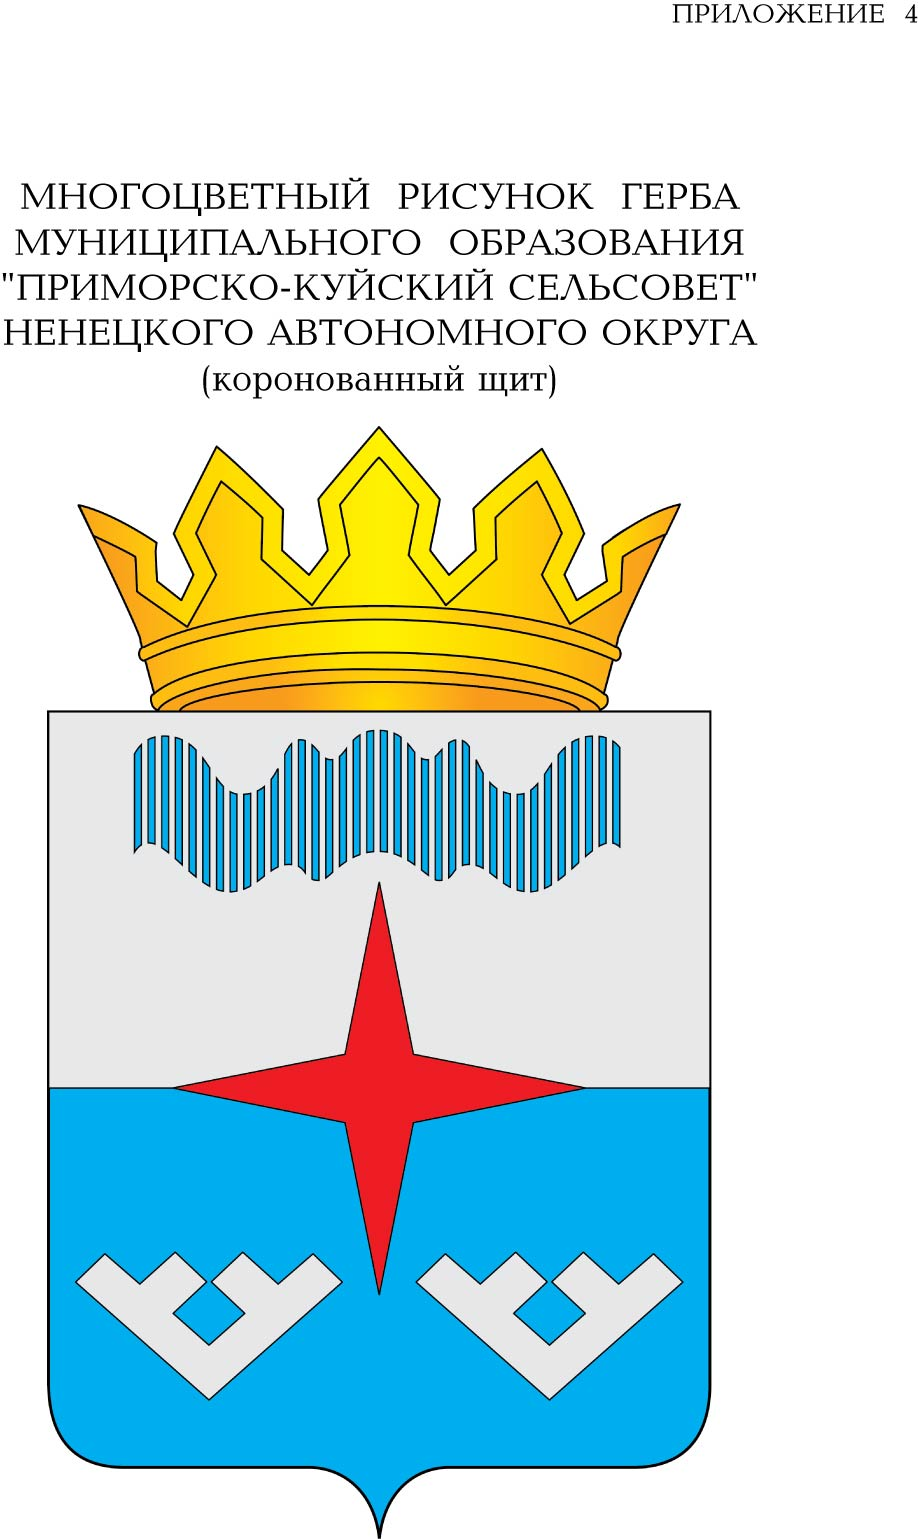 ПРИЛОЖЕНИЕ 4
МНОГОЦВЕТНЫЙ РИСУНОК ГЕРБА
МУНИЦИПАЛЬНОГО ОБРАЗОВАНИЯ
"ПРИМОРСКО-КУЙСКИЙ СЕЛЬСОВЕТ"
НЕНЕЦКОГО АВТОНОМНОГО ОКРУГА
(коронованный щит)